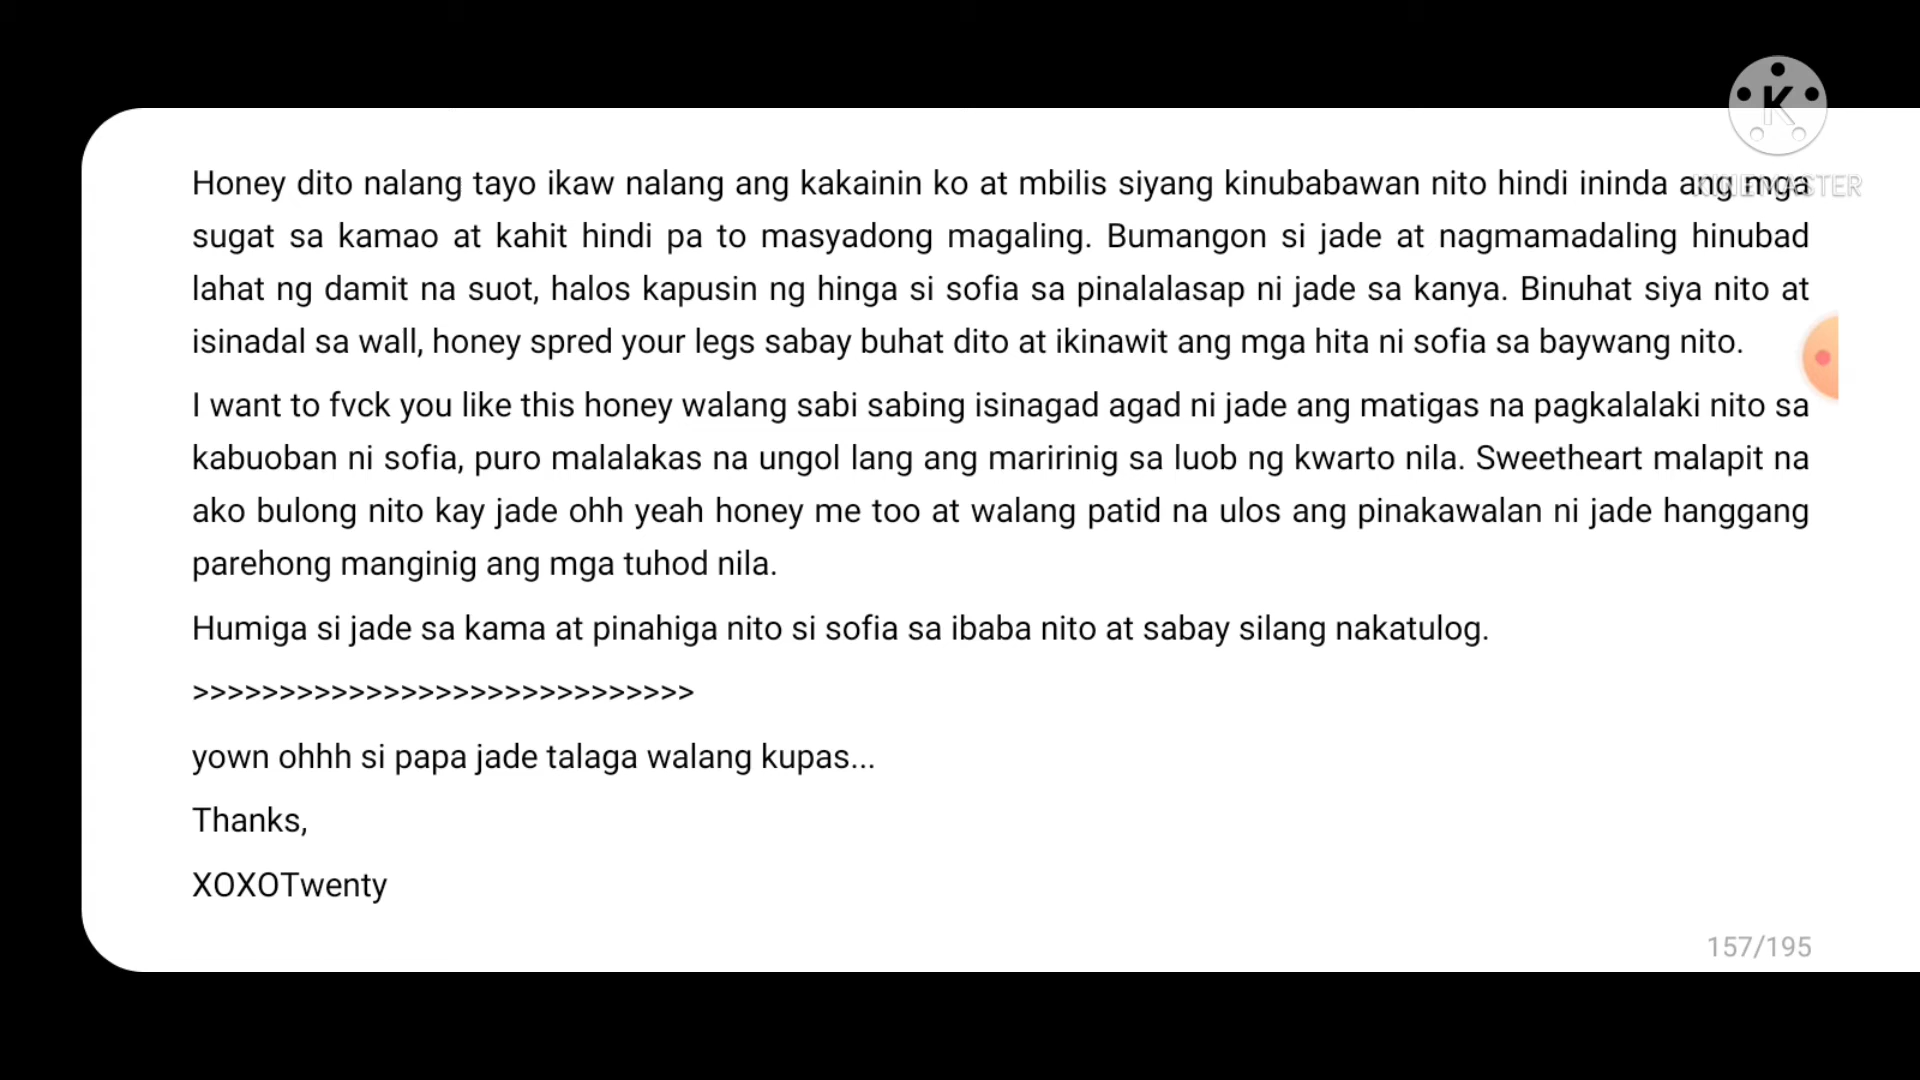 K
KINEMASTER
Honey dito nalang tayo ikaw nalang ang kakainin ko at mbilis siyang kinubabawan nito hindi ininda ang mga
sugat sa kamao at kahit hindi pa to masyadong magaling. Bumangon si jade at nagmamadaling hinubad
lahat ng damit na suot, halos kapusin ng hinga si sofia sa pinalalasap ni jade sa kanya. Binuhat siya nito at
isinadal sa wall, honey spred your legs sabay buhat dito at ikinawit ang mga hita ni sofia sa baywang nito.
I want to fvck you like this honey walang sabi sabing isinagad agad ni jade ang matigas na pagkalalaki nito sa
kabuoban ni sofia, puro malalakas na ungol lang ang maririnig sa luob ng kwarto nila. Sweetheart malapit na
ako bulong nito kay jade ohh yeah honey me too at walang patid na ulos ang pinakawalan ni jade hanggang
parehong manginig ang mga tuhod nila.
Humiga si jade sa kama at pinahiga nito si sofia sa ibaba nito at sabay silang nakatulog.
>>>>>>>>>>>>>>>>>>>>>>>>>>>>>
yown ohhh si papa jade talaga walang kupas...
Thanks,
XOXOTwenty
157/195